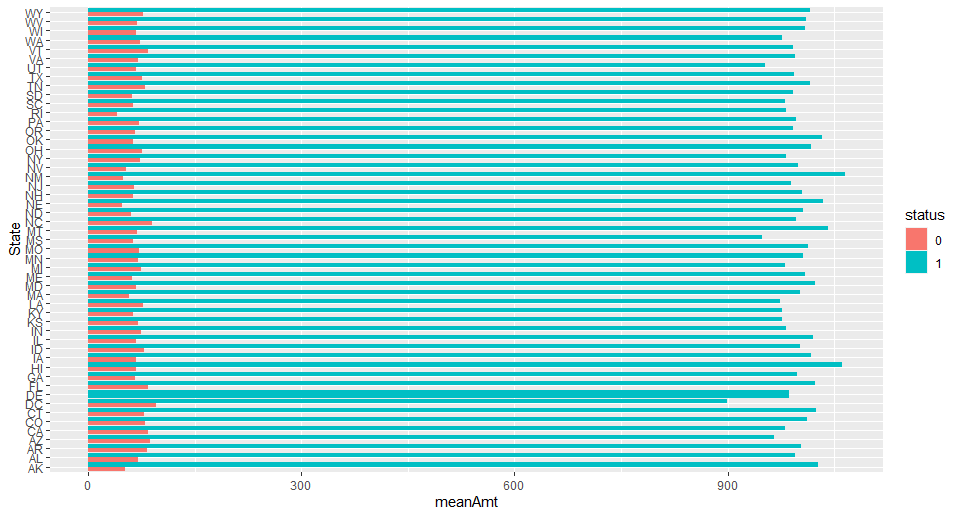 WY
WV
WI
WA
VT
VA
UT
TX
TN
SD
SC
RI
PA
OR
OK
OH
NY
NV
NM
NJ
NH
NE
ND
NC
MT
MS
MO
MN
MI
ME
MD
MA
LA
KY
KS
IN
IL
ID
IA
HI
GA
FL
DE
DC
CT
CO
CA
AZ
AR
AL
AK
State
0 300 600 900
meanAmt
status
0
1